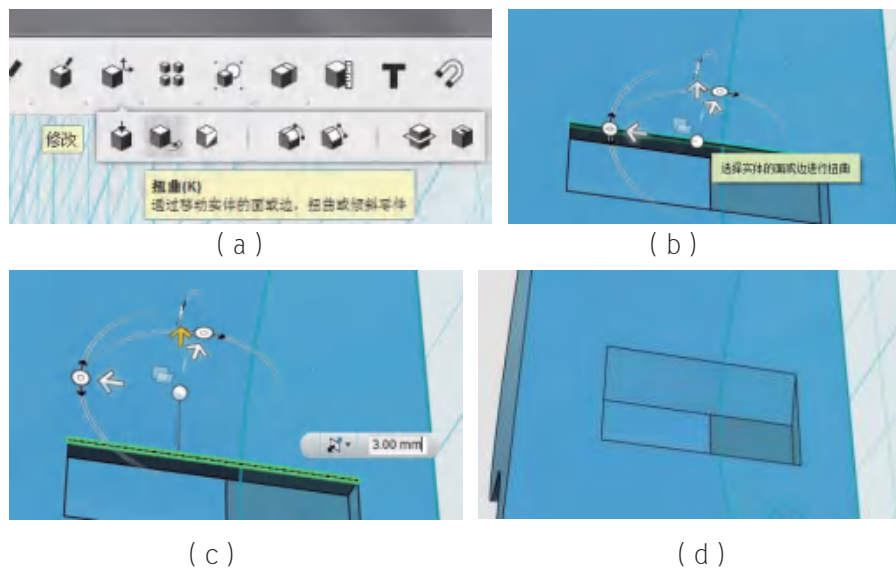 T
修改
扭曲(K)
通过移动实体的面或边，扭曲或倾斜零件
(a)
选择实体的面或边进行扭曲
(b)
3.00 mm
(c)
(d)